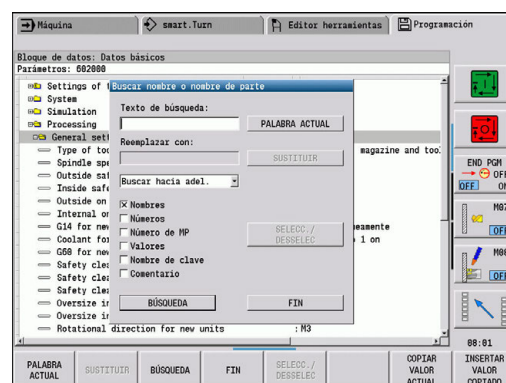 Máquina
smart.Turn
Editor herramientas
Programación
Bloque de datos: Datos básicos
Parámetros: 602000
Settings of
Buscar nombre o nombre de parte
System
Simulation
Processing
General sett
Type of too
magazine and too
Spindle spe
Outside saf
Inside safe
Outside on
Internal on
G14 for new
eamente
Coolant for
1 on
G60 for new
Safety clea
Safety clea
Safety clea
Oversize in
Oversize in
Rotational direction for new units : M3
Texto de búsqueda:
PALABRA ACTUAL
Reemplazar con:
SUSTITUIR
Buscar hacia adel.
Nombres
Números
Número de MP
SELECC./
DESSELEC
Valores
Nombre de clave
Comentario
BÚSQUEDA
FIN
END PGM
OFF
OFF
ON
M07
OFF
M08
OFF
08:01
PALABRA
ACTUAL
SUSTITUIR
BÚSQUEDA
FIN
SELECC./
DESSELEC
COPIAR
VALOR
ACTUAL
INSERTAR
VALOR
COPIADO